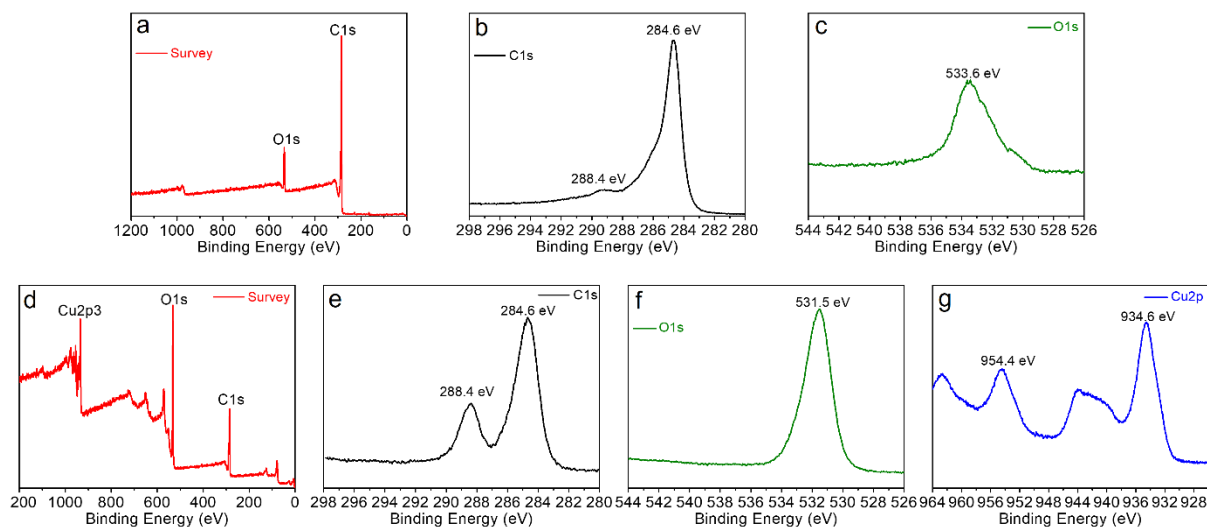 a
C1s
Survey
O1s
1200 1000 800 600 400 200 0
Binding Energy (eV)
b
284.6 eV
C1s
288.4 eV
298 296 294 292 290 288 286 284 282 280
Binding Energy (eV)
c
O1s
533.6 eV
544 542 540 538 536 534 532 530 528 526
Binding Energy (eV)
d
O1s
Survey
Cu2p3
C1s
200 1000 800 600 400 200 0
Binding Energy (eV)
e
C1s
284.6 eV
288.4 eV
298 296 294 292 290 288 286 284 282 280
Binding Energy (eV)
f
531.5 eV
O1s
544 542 540 538 536 534 532 530 528 526
Binding Energy (eV)
g
Cu2p
934.6 eV
954.4 eV
964 960 956 952 948 944 940 936 932 928
Binding Energy (eV)